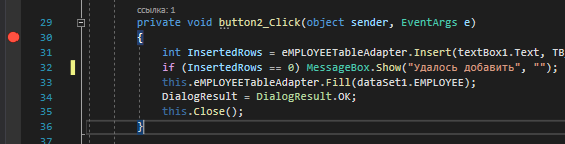 ссылка: 1
29 private void button2_Click(object sender, EventArgs e)
30 {
31 int InsertedRows = eMPLOYEETableAdapter.Insert(textBox1.Text, TB
32 if (InsertedRows == 0) MessageBox.Show("Удалось добавить", "");
33 this.eMPLOYEETableAdapter.Fill(dataSet1.EMPLOYEE);
34 DialogResult = DialogResult.OK;
35 this.Close();
36 }
37